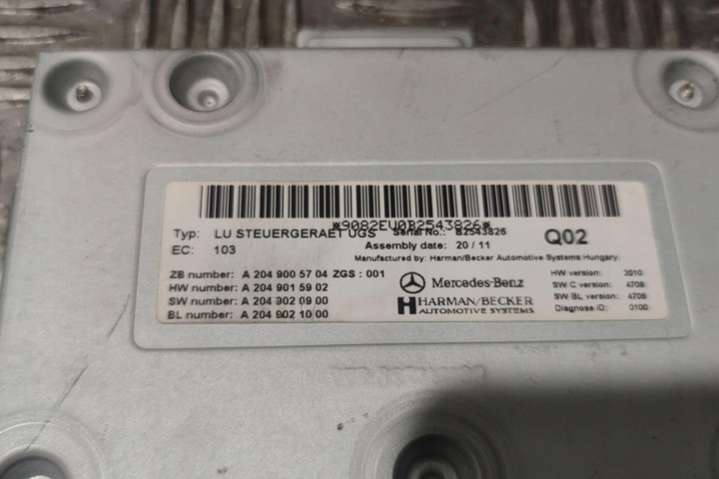 *9082EU0B2543826*
Typ: LU STEUERGERAET UGS Serial No.: B2543826
EC: 103 Assembly date: 20 / 11 Q02
Manufactured by: Harman/Becker Automotive Systems Hungary.
ZB number: A 204 900 57 04 ZGS : 001
HW number: A 204 901 59 02
SW number: A 204 902 09 00
BL number: A 204 902 10 00
Mercedes-Benz
HARMAN/BECKER
AUTOMOTIVE SYSTEMS
HW version: 3010
SW C version: 4709
SW BL version: 4709
Diagnose ID: 0100